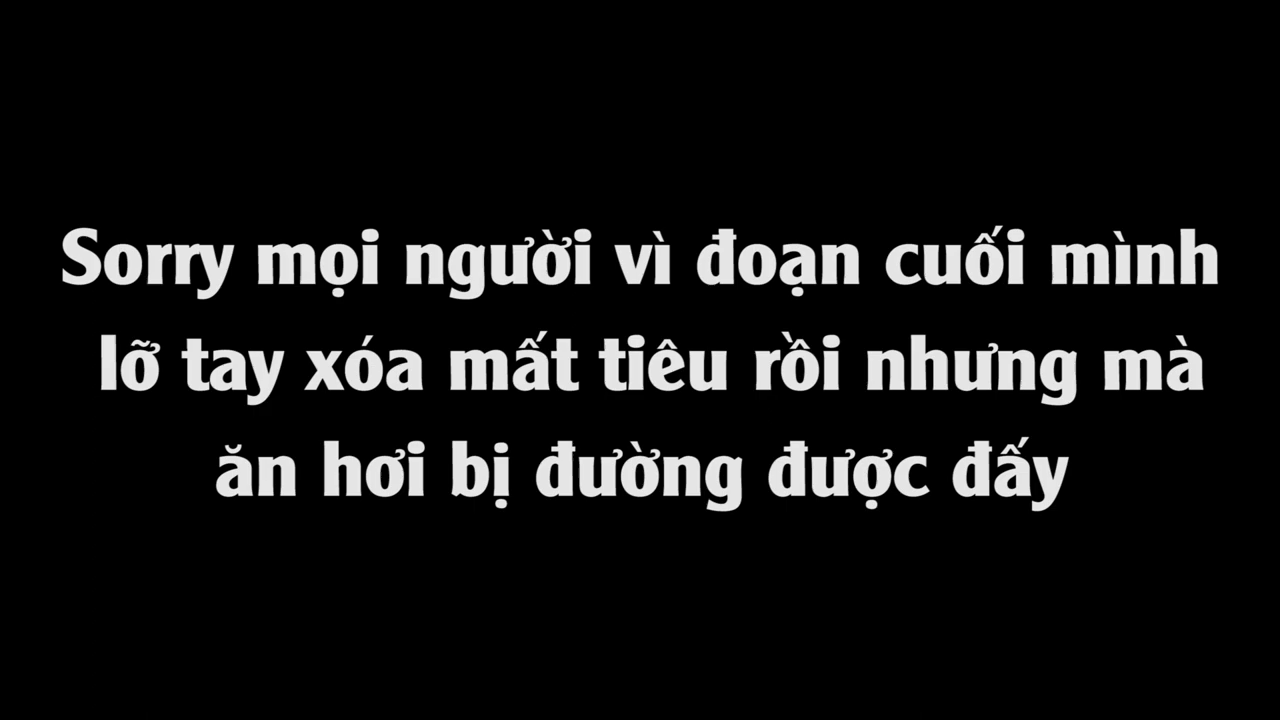 Sorry mọi người vì đoạn cuối mình
lỡ tay xóa mất tiêu rồi nhưng mà
ăn hơi bị đường được đấy